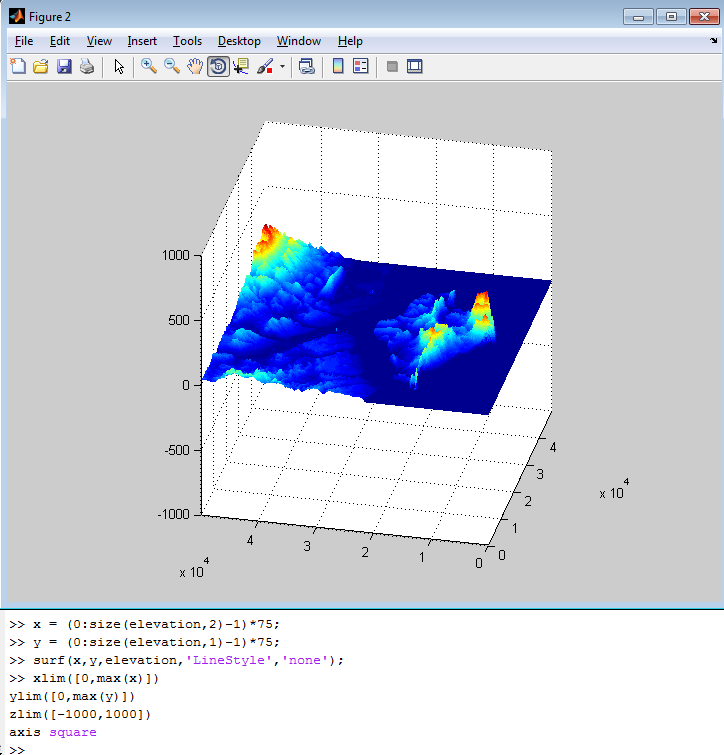 Figure 2
File Edit View Insert Tools Desktop Window Help
1000
500
0
-500
-1000
4
3
2
1
0
x 10^4
0
1
2
3
4
x 10^4
>> x = (0:size(elevation,2)-1)*75;
>> y = (0:size(elevation,1)-1)*75;
>> surf(x,y,elevation,'LineStyle','none');
>> xlim([0,max(x)])
ylim([0,max(y)])
zlim([-1000,1000])
axis square
>>